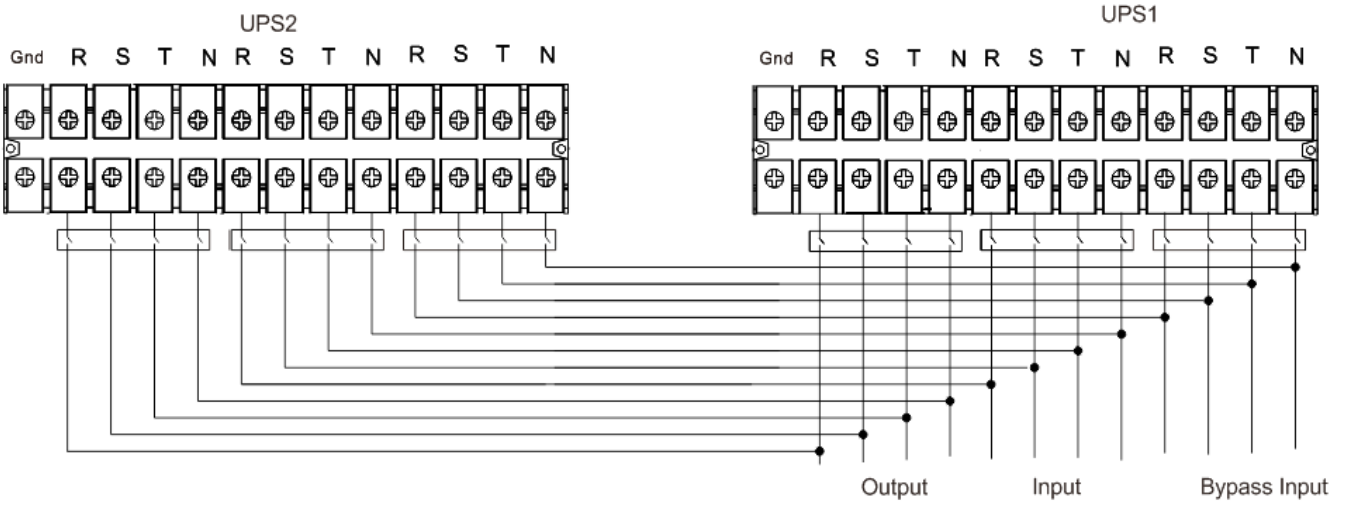 UPS2
UPS1
Gnd R S T N R S T N R S T N
Gnd R S T N R S T N R S T N
Output Input Bypass Input